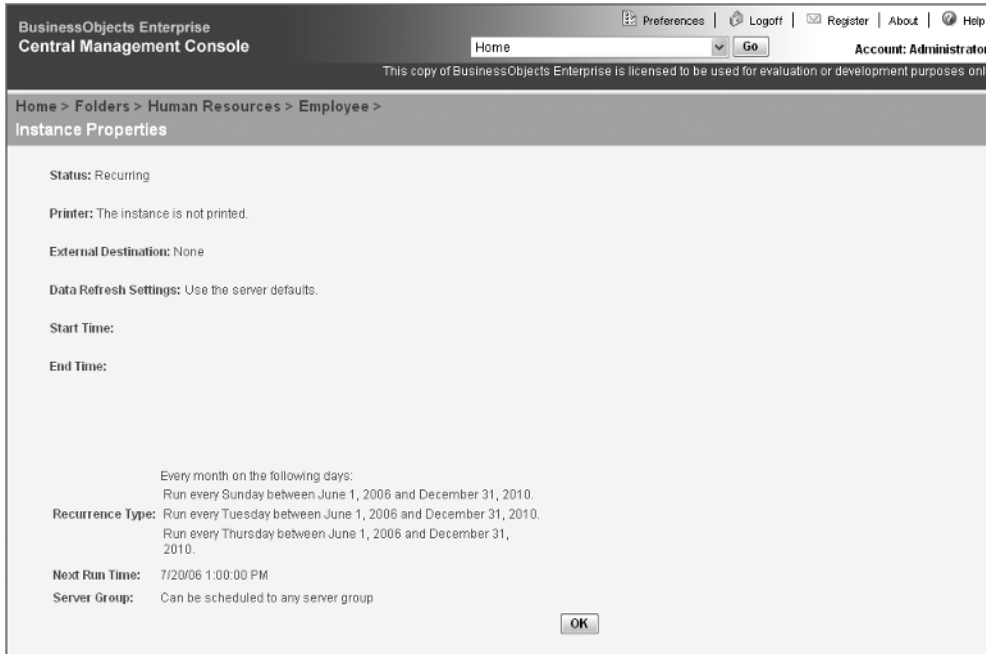 Preferences | Logoff | Register | About | Help
BusinessObjects Enterprise
Central Management Console
Home Go Account: Administrator
This copy of BusinessObjects Enterprise is licensed to be used for evaluation or development purposes onl
Home > Folders > Human Resources > Employee >
Instance Properties
Status: Recurring
Printer: The instance is not printed.
External Destination: None
Data Refresh Settings: Use the server defaults.
Start Time:
End Time:
Every month on the following days:
Run every Sunday between June 1, 2006 and December 31, 2010.
Recurrence Type: Run every Tuesday between June 1, 2006 and December 31, 2010.
Run every Thursday between June 1, 2006 and December 31,
2010.
Next Run Time: 7/20/06 1:00:00 PM
Server Group: Can be scheduled to any server group
OK